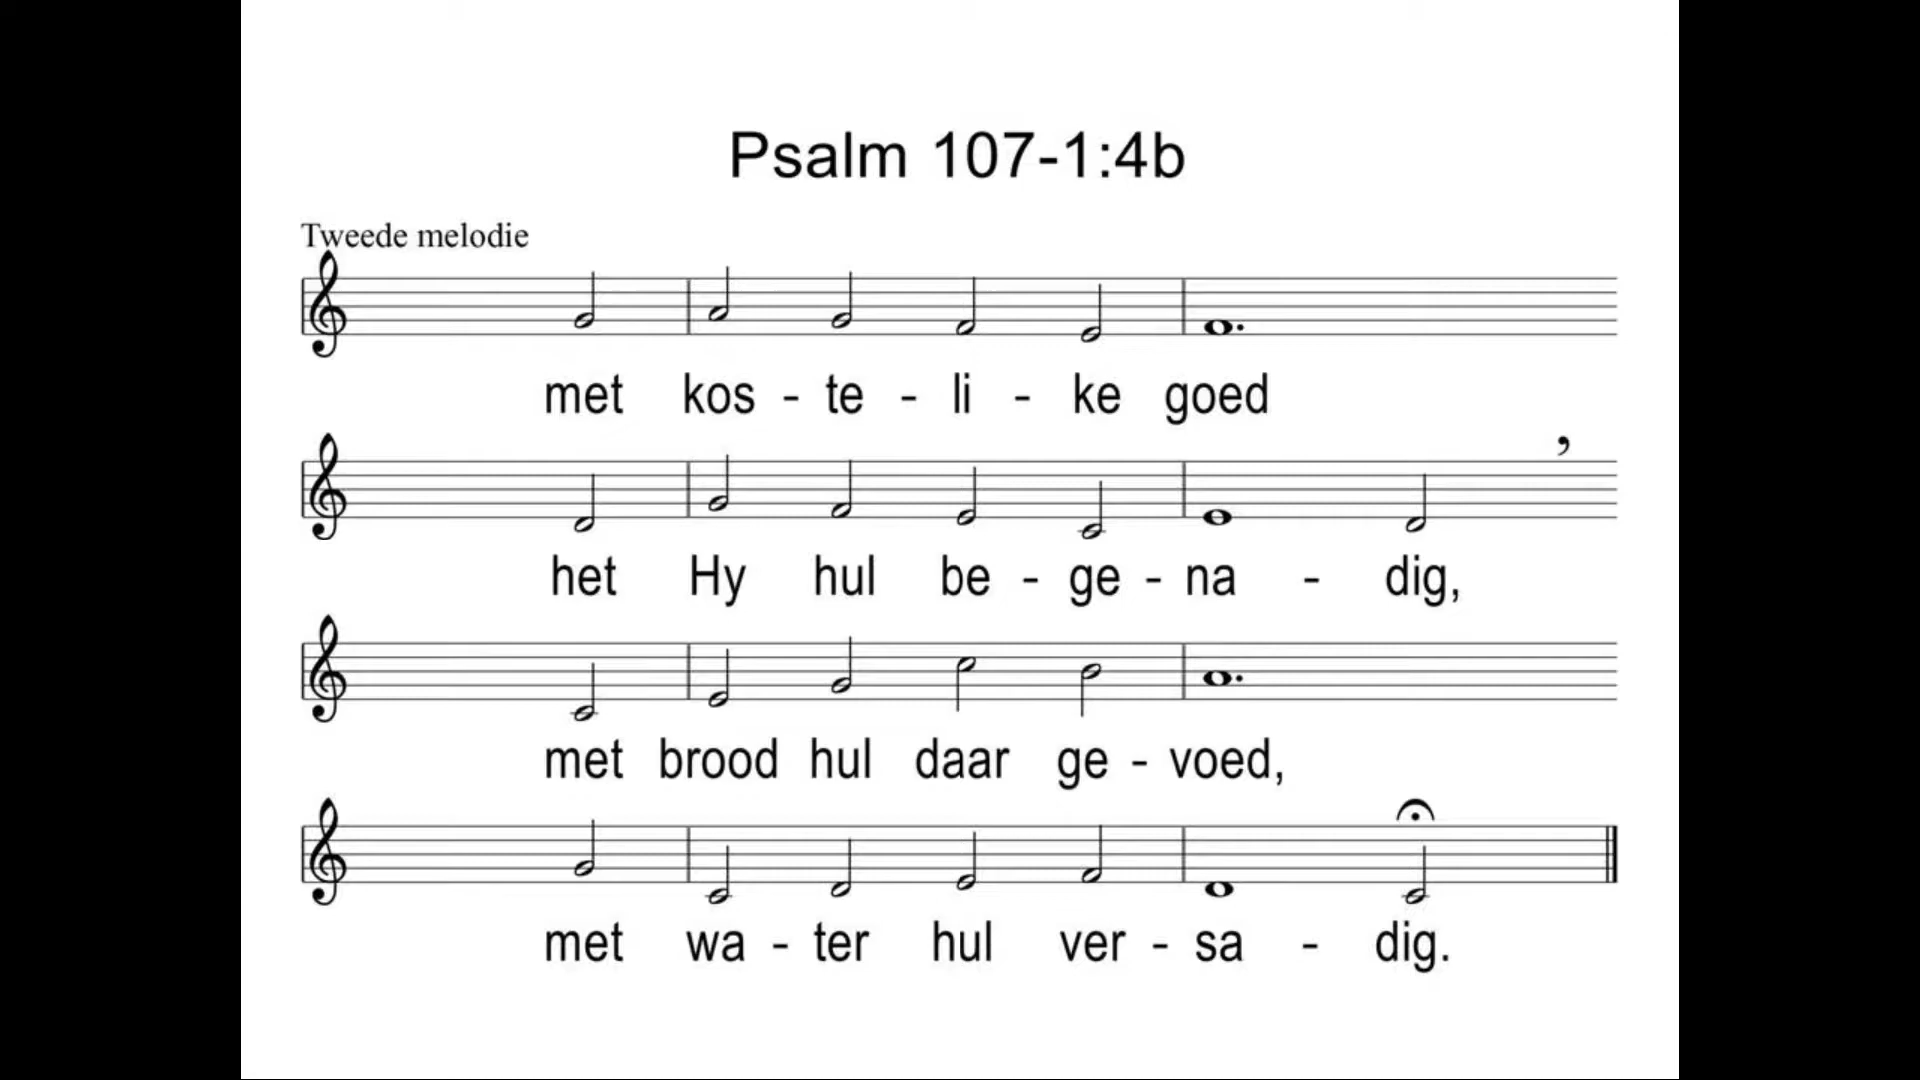 Psalm 107-1:4b
Tweede melodie
met kos - te - li - ke goed
het Hy hul be - ge - na - dig,
met brood hul daar ge - voed,
met wa - ter hul ver - sa - dig.